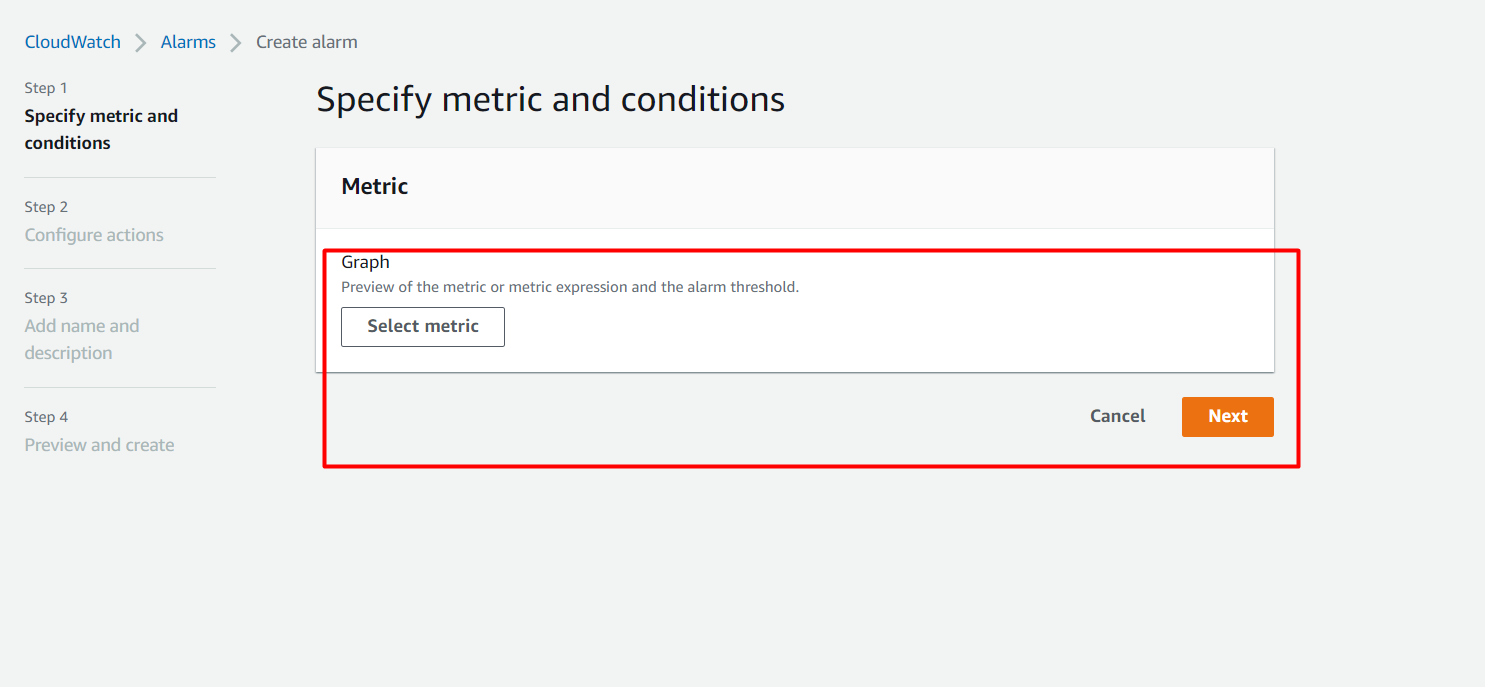 CloudWatch > Alarms > Create alarm
Step 1
Specify metric and
conditions
Step 2
Configure actions
Step 3
Add name and
description
Step 4
Preview and create
Specify metric and conditions
Metric
Graph
Preview of the metric or metric expression and the alarm threshold.
Select metric
Cancel Next